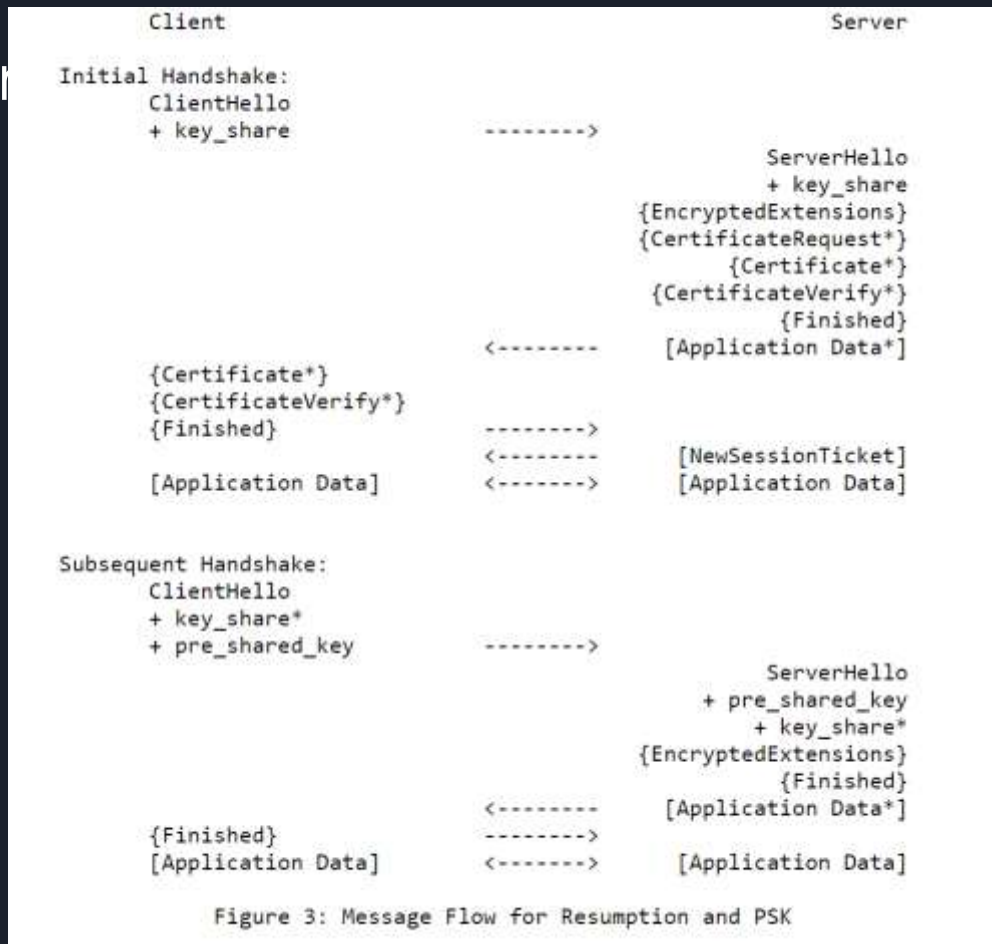 Client Server
Initial Handshake:
ClientHello
+ key_share -------->
ServerHello
+ key_share
{EncryptedExtensions}
{CertificateRequest*}
{Certificate*}
{CertificateVerify*}
{Finished}
<-------- [Application Data*]
{Certificate*}
{CertificateVerify*}
{Finished} -------->
<-------- [NewSessionTicket]
[Application Data] <-------> [Application Data]
Subsequent Handshake:
ClientHello
+ key_share*
+ pre_shared_key -------->
ServerHello
+ pre_shared_key
+ key_share*
{EncryptedExtensions}
{Finished}
<-------- [Application Data*]
{Finished} -------->
[Application Data] <-------> [Application Data]
Figure 3: Message Flow for Resumption and PSK